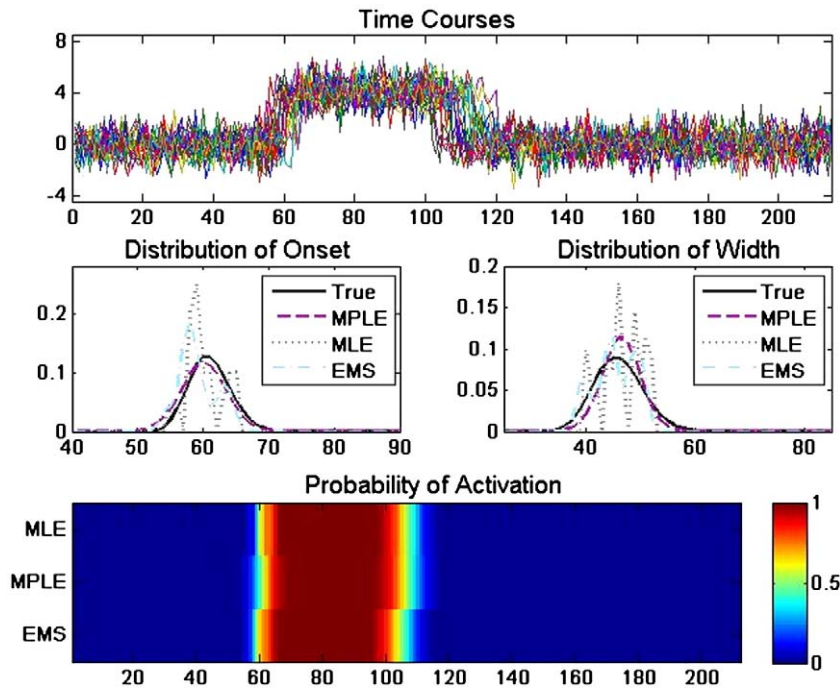 Time Courses
8
4
0
-4
0 20 40 60 80 100 120 140 160 180 200
Distribution of Onset
0.2
0.1
0
40 50 60 70 80 90
True
MPLE
MLE
EMS
Distribution of Width
0.2
0.15
0.1
0.05
0
40 60 80
True
MPLE
MLE
EMS
Probability of Activation
MLE
MPLE
EMS
20 40 60 80 100 120 140 160 180 200
1
0.5
0